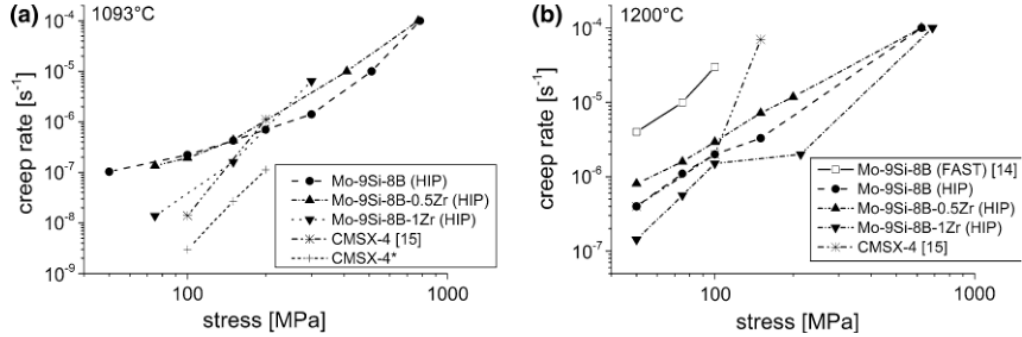 (a)
1093°C
10⁻⁴
10⁻⁵
10⁻⁶
10⁻⁷
10⁻⁸
10⁻⁹
creep rate [s⁻¹]
Mo-9Si-8B (HIP)
Mo-9Si-8B-0.5Zr (HIP)
Mo-9Si-8B-1Zr (HIP)
CMSX-4 [15]
CMSX-4*
100
1000
stress [MPa]
(b)
1200°C
10⁻⁴
10⁻⁵
10⁻⁶
10⁻⁷
creep rate [s⁻¹]
Mo-9Si-8B (FAST) [14]
Mo-9Si-8B (HIP)
Mo-9Si-8B-0.5Zr (HIP)
Mo-9Si-8B-1Zr (HIP)
CMSX-4 [15]
100
1000
stress [MPa]